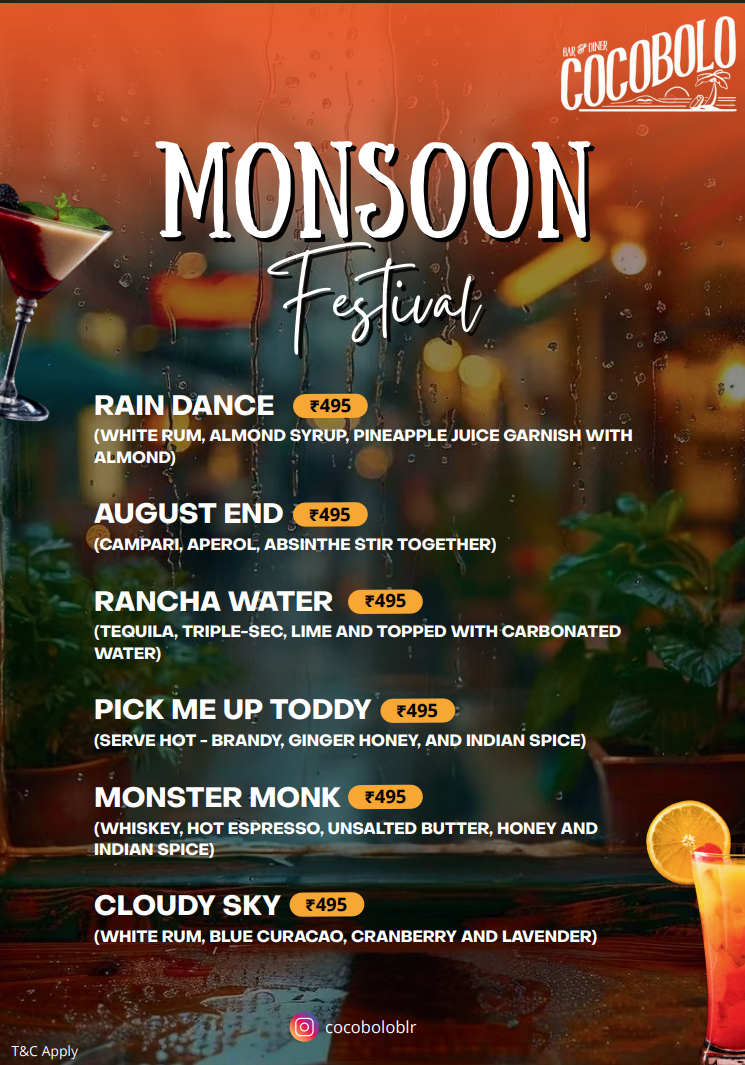 BAR & DINER
COCOBOLO
MONSOON
Festival
RAIN DANCE ₹495
(WHITE RUM, ALMOND SYRUP, PINEAPPLE JUICE GARNISH WITH
ALMOND)
AUGUST END ₹495
(CAMPARI, APEROL, ABSINTHE STIR TOGETHER)
RANCHA WATER ₹495
(TEQUILA, TRIPLE-SEC, LIME AND TOPPED WITH CARBONATED
WATER)
PICK ME UP TODDY ₹495
(SERVE HOT - BRANDY, GINGER HONEY, AND INDIAN SPICE)
MONSTER MONK ₹495
(WHISKEY, HOT ESPRESSO, UNSALTED BUTTER, HONEY AND
INDIAN SPICE)
CLOUDY SKY ₹495
(WHITE RUM, BLUE CURACAO, CRANBERRY AND LAVENDER)
cocoboloblr
T&C Apply